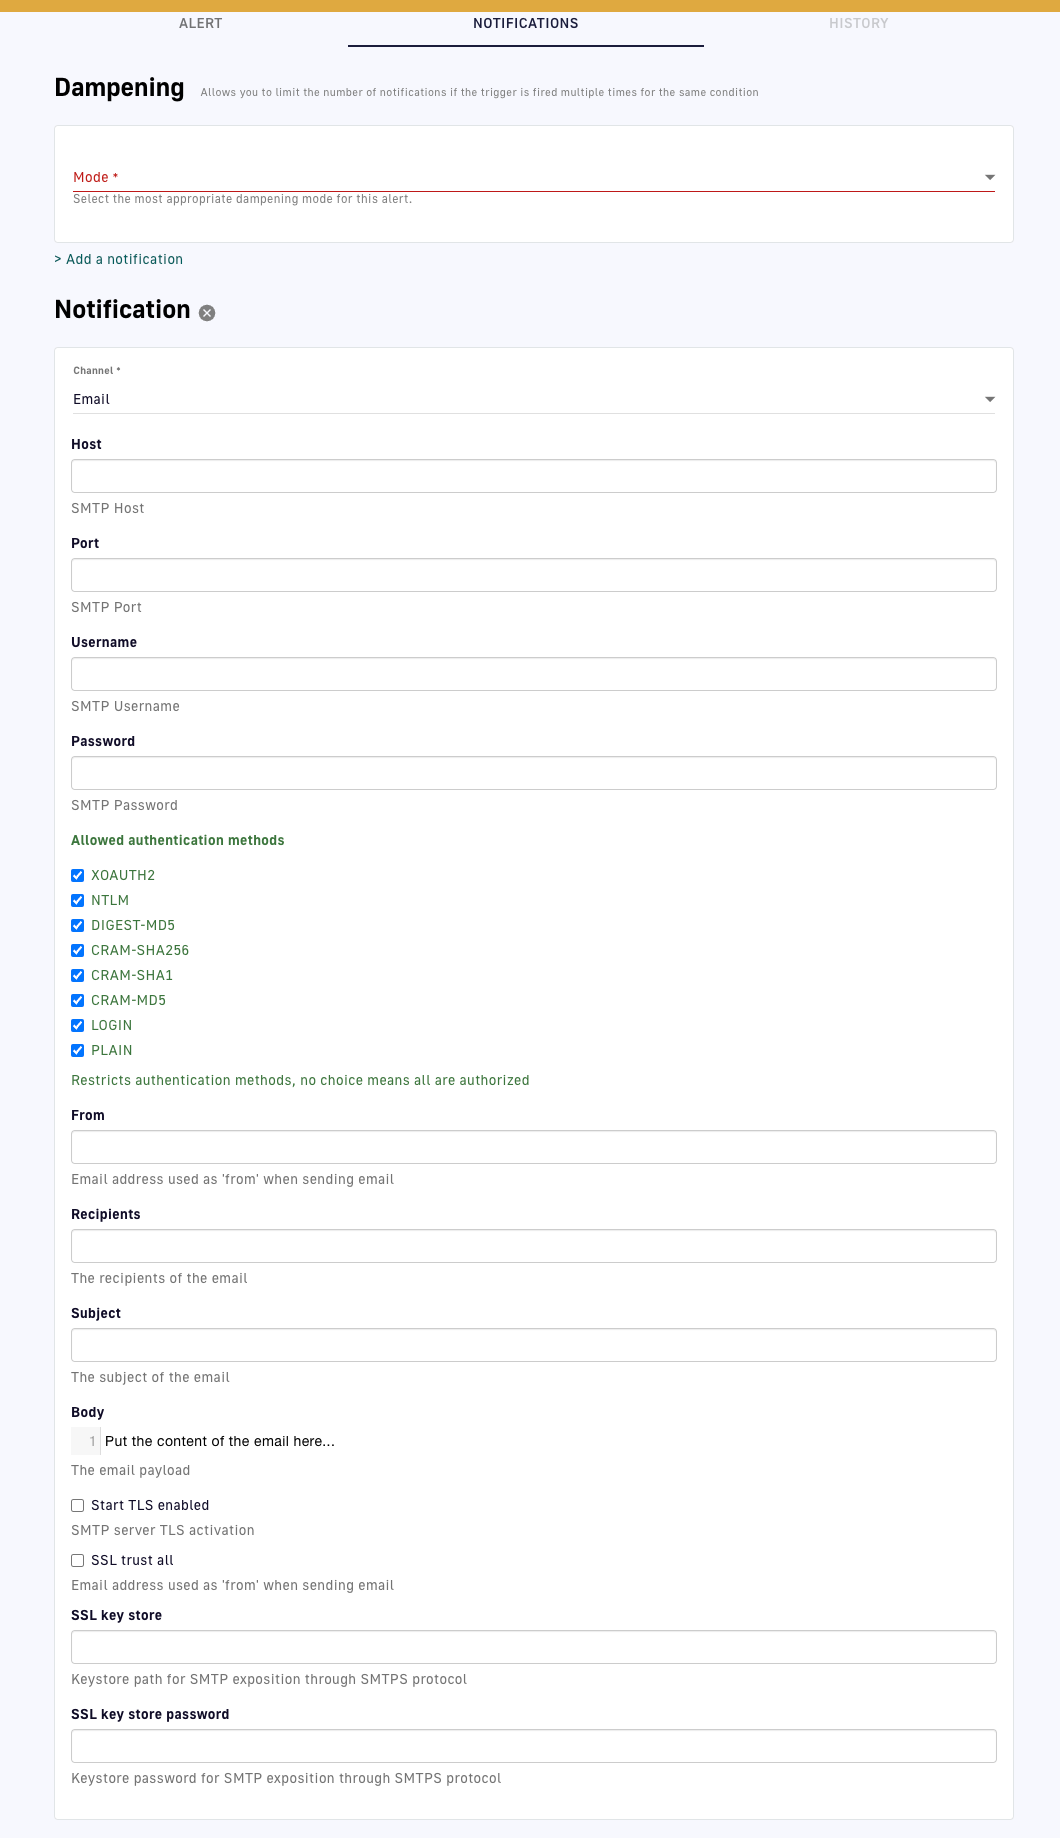 ALERT NOTIFICATIONS HISTORY
Dampening Allows you to limit the number of notifications if the trigger is fired multiple times for the same condition
Mode *
Select the most appropriate dampening mode for this alert.
> Add a notification
Notification
Channel *
Email
Host
SMTP Host
Port
SMTP Port
Username
SMTP Username
Password
SMTP Password
Allowed authentication methods
XOAUTH2
NTLM
DIGEST-MD5
CRAM-SHA256
CRAM-SHA1
CRAM-MD5
LOGIN
PLAIN
Restricts authentication methods, no choice means all are authorized
From
Email address used as 'from' when sending email
Recipients
The recipients of the email
Subject
The subject of the email
Body
1 Put the content of the email here...
The email payload
Start TLS enabled
SMTP server TLS activation
SSL trust all
Email address used as 'from' when sending email
SSL key store
Keystore path for SMTP exposition through SMTPS protocol
SSL key store password
Keystore password for SMTP exposition through SMTPS protocol